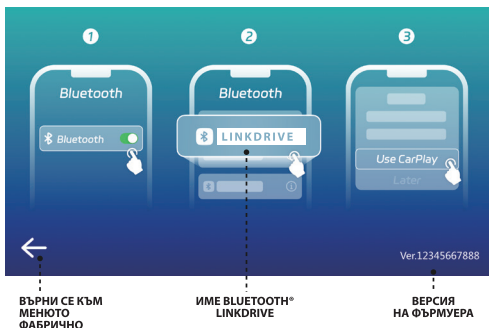 1
2
3
Bluetooth
Bluetooth
Bluetooth
LINKDRIVE
Use CarPlay
Later
Ver.12345667888
ВЪРНИ СЕ КЪМ
МЕНЮТО
ФАБРИЧНО
ИМЕ BLUETOOTH®
LINKDRIVE
ВЕРСИЯ
НА ФЪРМУЕРА